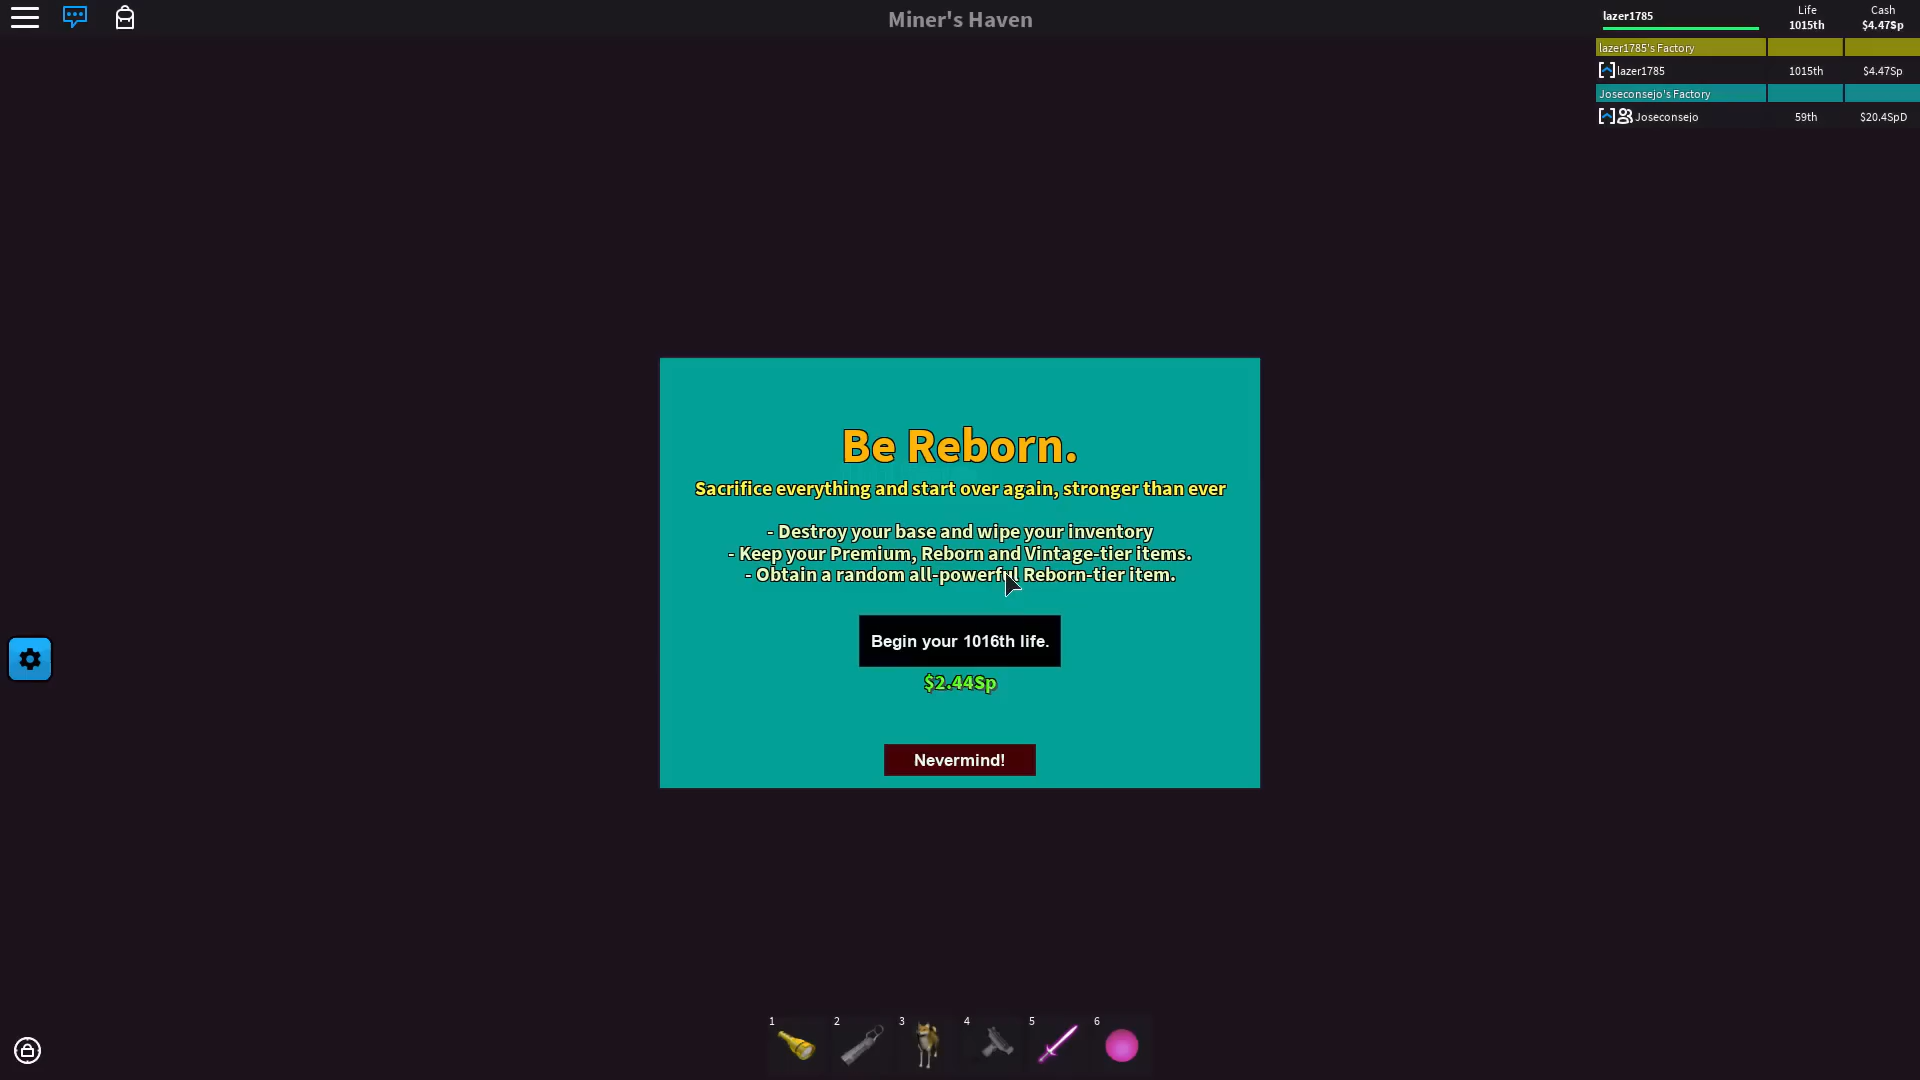 Miner's Haven
lazer1785 Life Cash
1015th $4.47Sp
lazer1785's Factory
lazer1785 1015th $4.47Sp
Joseconsejo's Factory
Joseconsejo 59th $20.4SpD
Be Reborn.
Sacrifice everything and start over again, stronger than ever
- Destroy your base and wipe your inventory
- Keep your Premium, Reborn and Vintage-tier items.
- Obtain a random all-powerful Reborn-tier item.
Begin your 1016th life.
$2.44Sp
Nevermind!
1 2 3 4 5 6